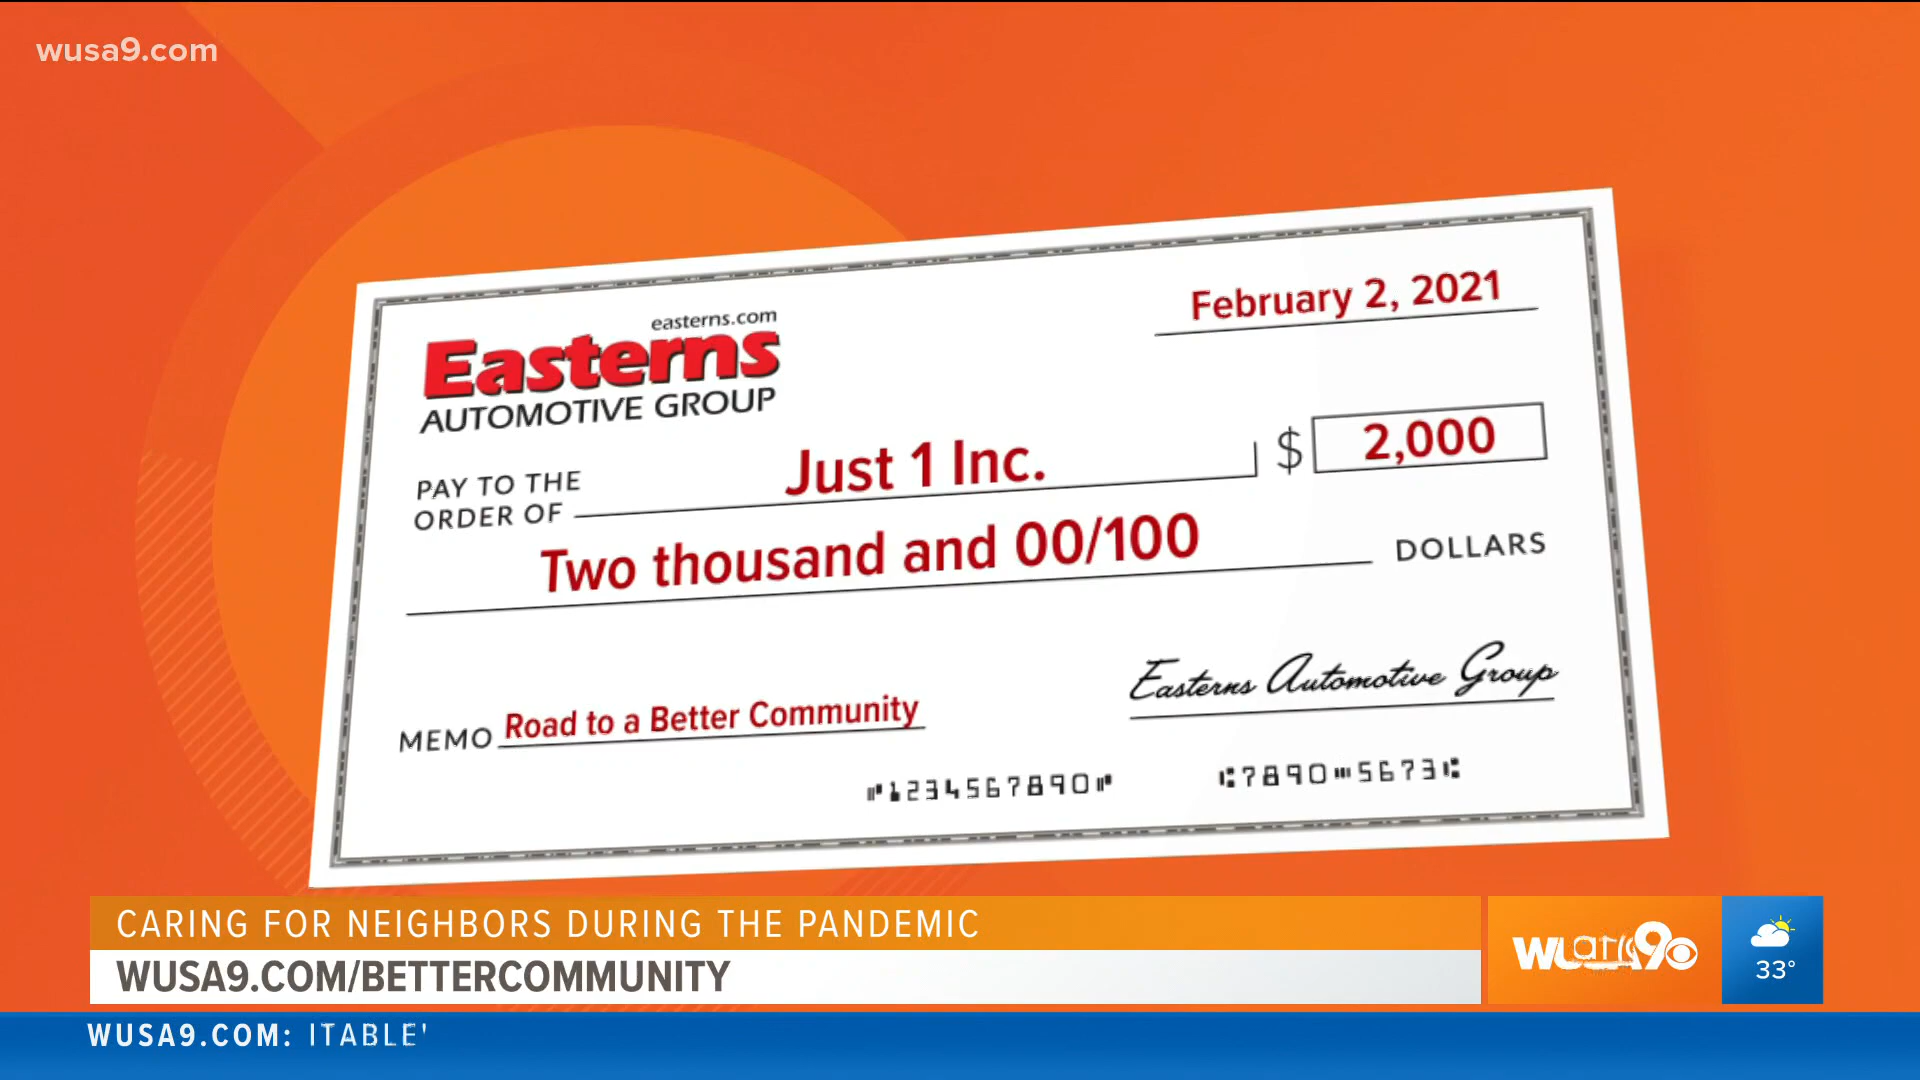 wusa9.com
easterns.com
Easterns
AUTOMOTIVE GROUP
February 2, 2021
PAY TO THE
ORDER OF
Just 1 Inc.
$ 2,000
Two thousand and 00/100
DOLLARS
MEMO Road to a Better Community
Easterns Automotive Group
1234567890
7890 5673
CARING FOR NEIGHBORS DURING THE PANDEMIC
WUSA9.COM/BETTERCOMMUNITY
33°
WUSA9.COM: ITABLE'